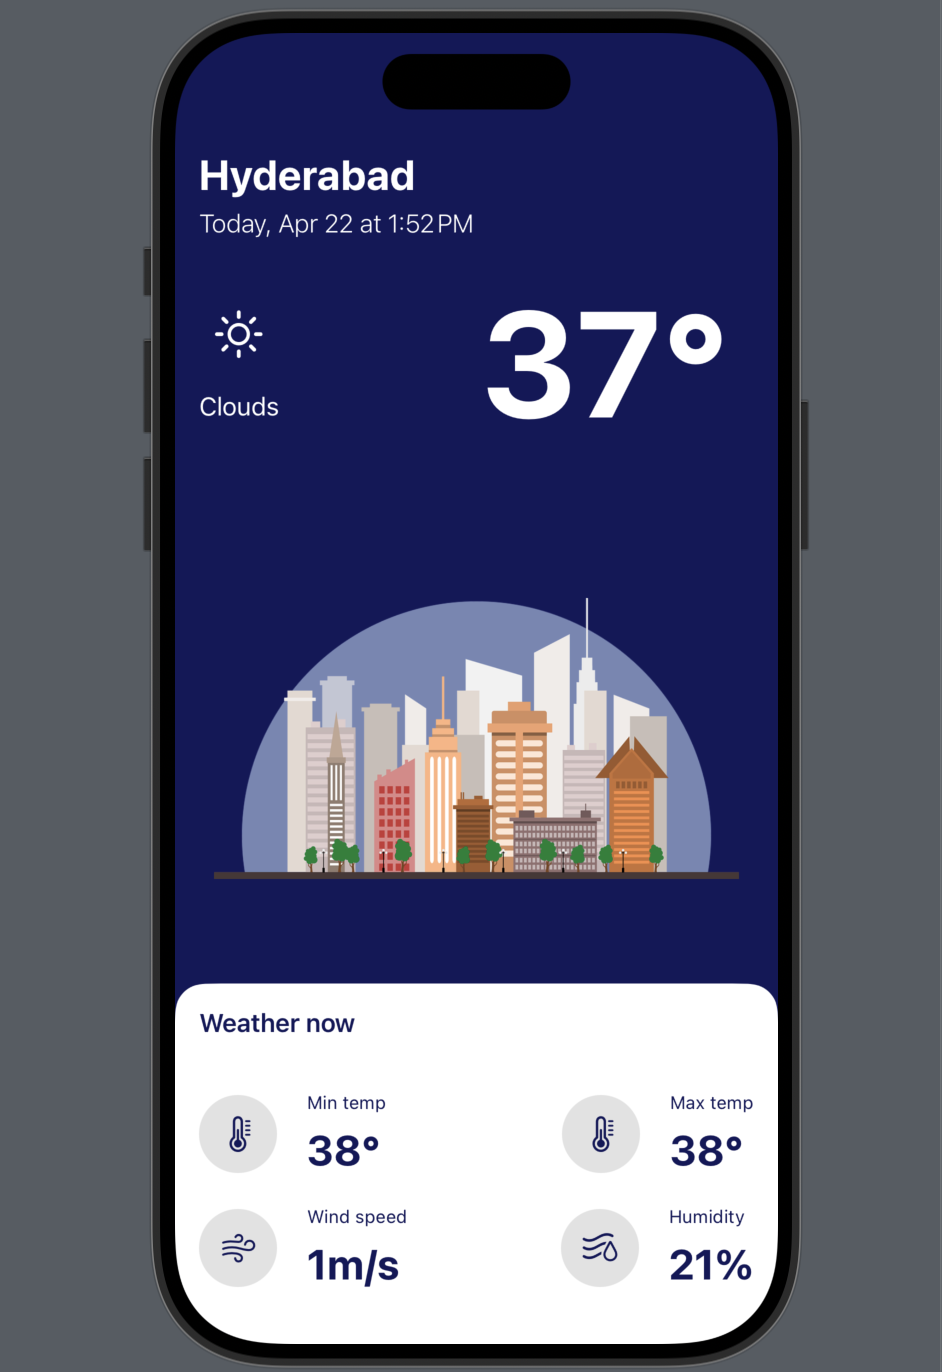 Hyderabad
Today, Apr 22 at 1:52 PM
37°
Clouds
Weather now
Min temp
38°
Max temp
38°
Wind speed
1m/s
Humidity
21%